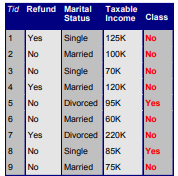 Tid Refund Marital Status Taxable Income Class
1 Yes Single 125K No
2 No Married 100K No
3 No Single 70K No
4 Yes Married 120K No
5 No Divorced 95K Yes
6 No Married 60K No
7 Yes Divorced 220K No
8 No Single 85K Yes
9 No Married 75K No